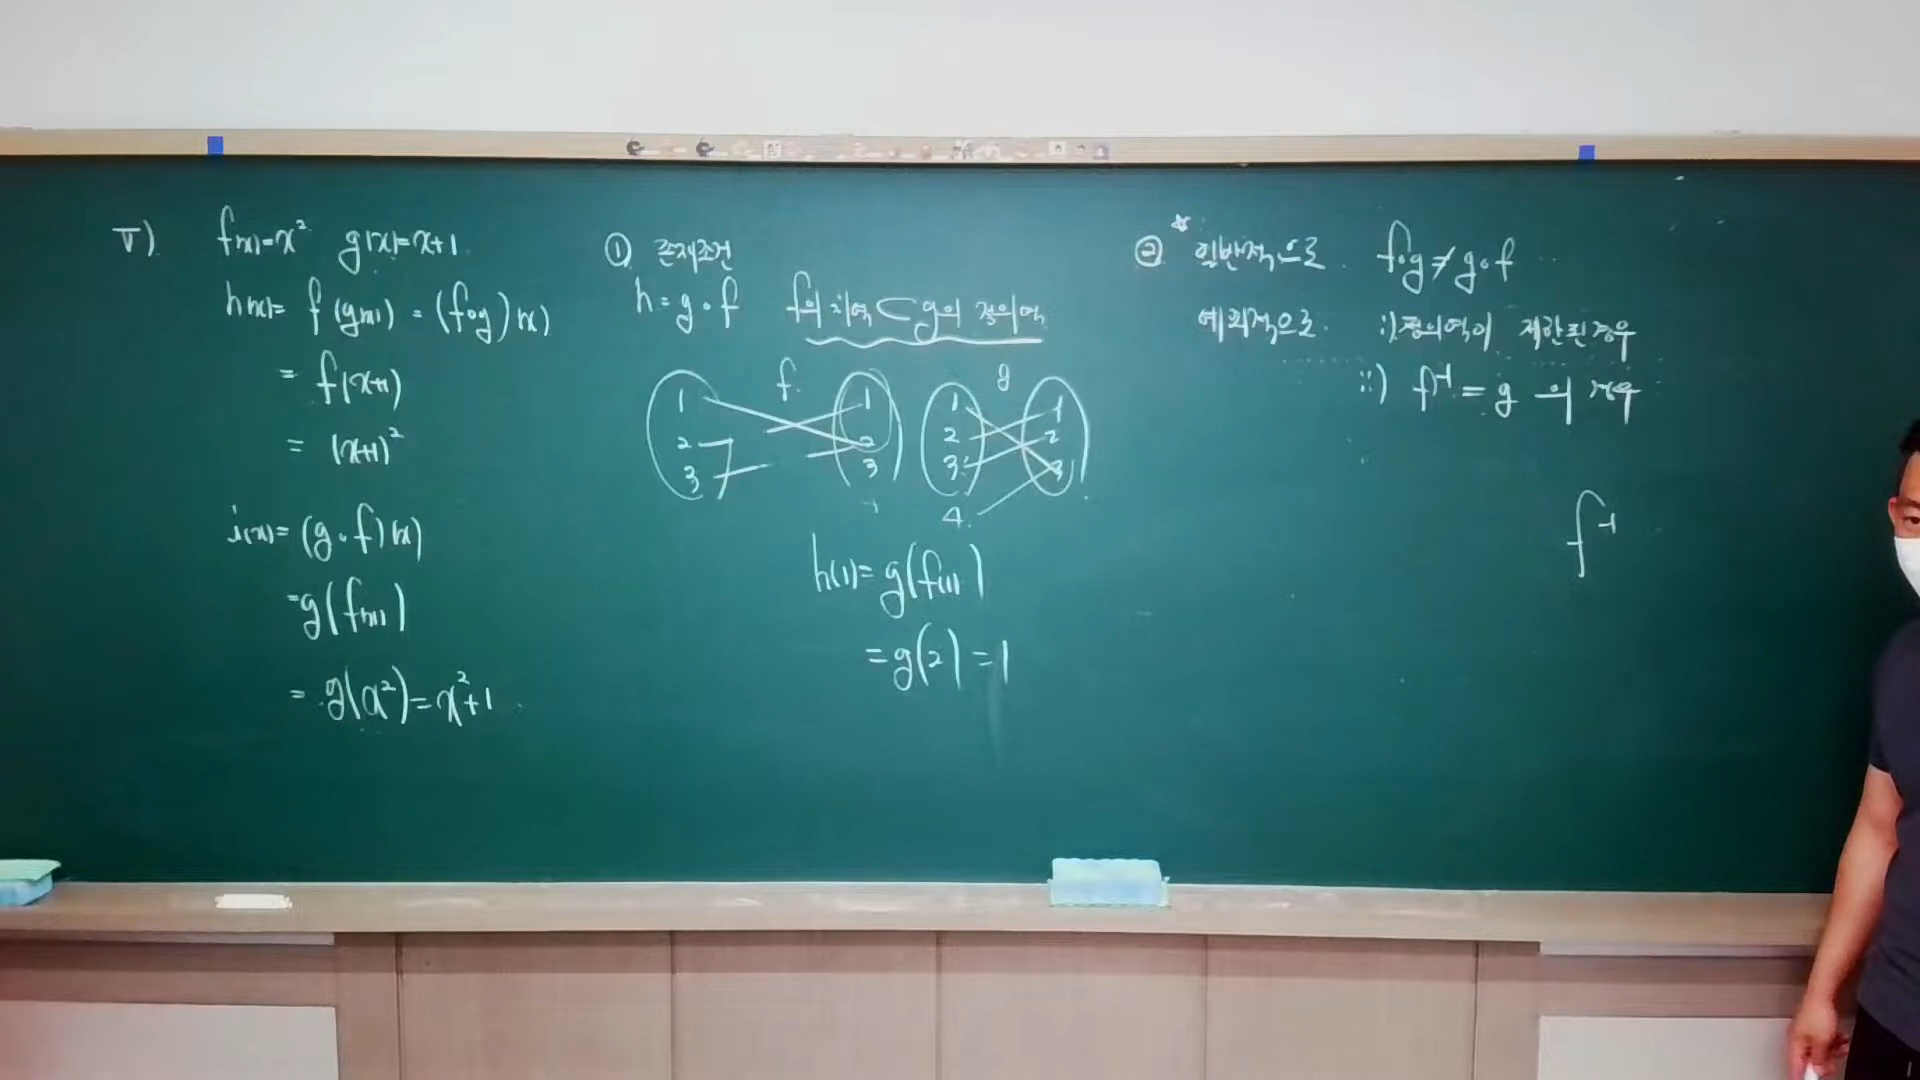 V) f(x)=x² g(x)=x+1
h(x)= f(g(x)) = (f∘g)(x)
= f(x+1)
= (x+1)²
i(x)= (g∘f)(x)
=g(f(x))
= g(x²)=x²+1
① 존재조건
h=g∘f f의 치역⊂g의 정의역
f g
1 1 1 1
2 2 2 2
3 3 3 3
4
h(1)= g(f(1))
=g(2)=1
② 일반적으로 f∘g≠g∘f
예외적으로 i)정의역이 제한된경우
ii) f⁻¹=g 의 경우
f⁻¹